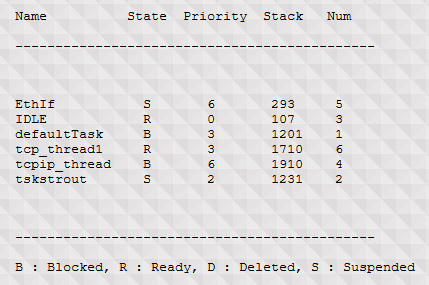 Name State Priority Stack Num
---------------------------------------------
EthIf S 6 293 5
IDLE R 0 107 3
defaultTask B 3 1201 1
tcp_thread1 R 3 1710 6
tcpip_thread B 6 1910 4
tskstrout S 2 1231 2
---------------------------------------------
B : Blocked, R : Ready, D : Deleted, S : Suspended